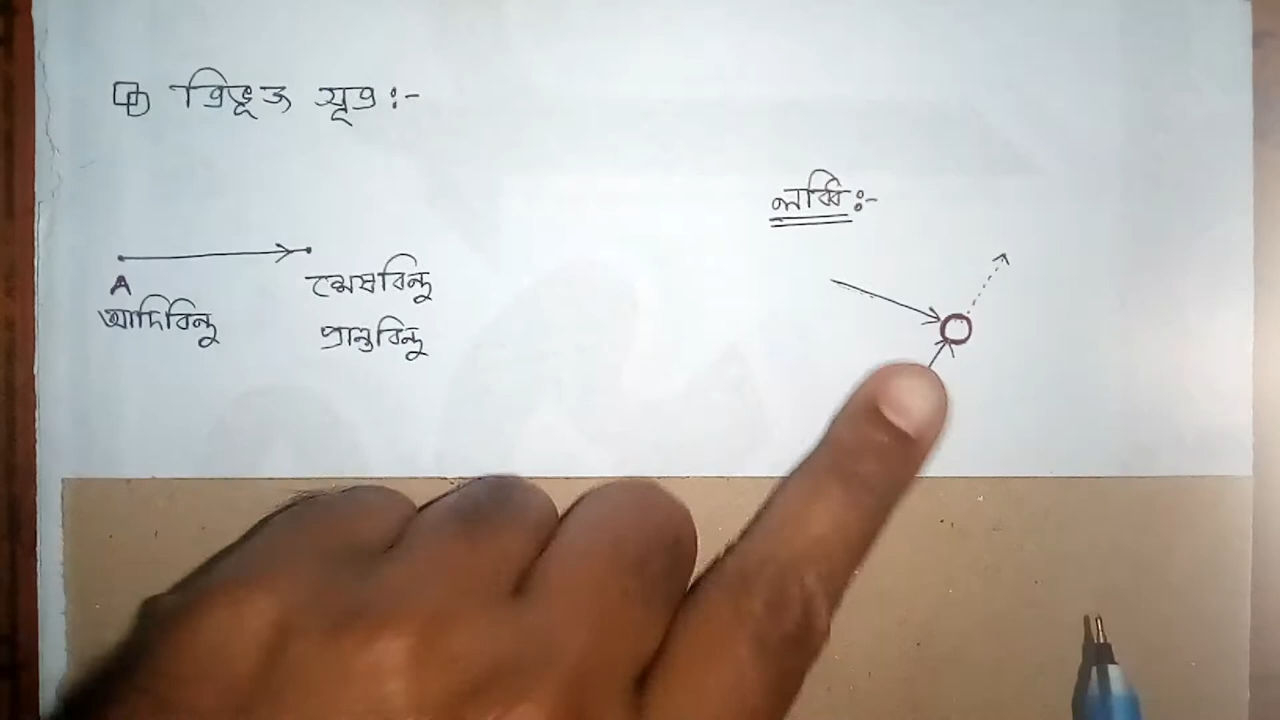 ত্রিভূজ সূত্র :-
লব্ধি :-
A
আদিবিন্দু
শেষবিন্দু
প্রান্তবিন্দু